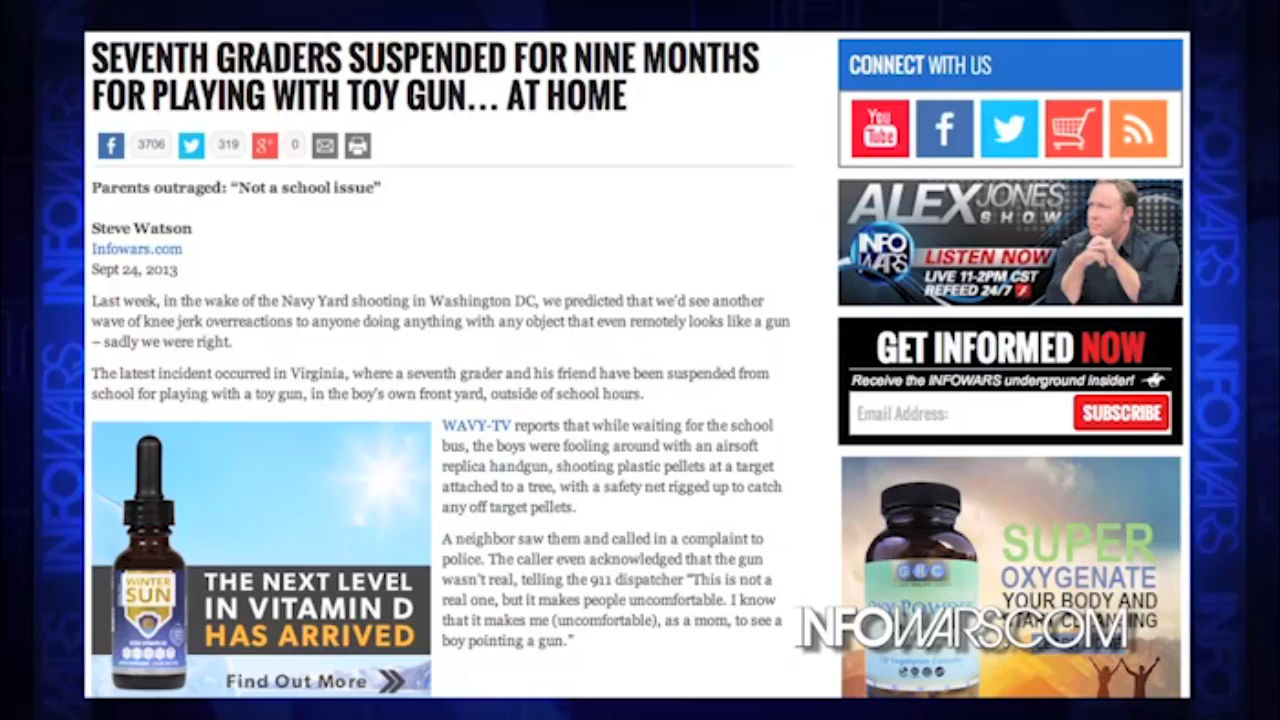 SEVENTH GRADERS SUSPENDED FOR NINE MONTHS
FOR PLAYING WITH TOY GUN... AT HOME
3706
319
8+
0
Parents outraged: “Not a school issue”
Steve Watson
Infowars.com
Sept 24, 2013
Last week, in the wake of the Navy Yard shooting in Washington DC, we predicted that we'd see another
wave of knee jerk overreactions to anyone doing anything with any object that even remotely looks like a gun
– sadly we were right.
The latest incident occurred in Virginia, where a seventh grader and his friend have been suspended from
school for playing with a toy gun, in the boy's own front yard, outside of school hours.
WAVY-TV reports that while waiting for the school
bus, the boys were fooling around with an airsoft
replica handgun, shooting plastic pellets at a target
attached to a tree, with a safety net rigged up to catch
any off target pellets.
A neighbor saw them and called in a complaint to
police. The caller even acknowledged that the gun
wasn't real, telling the 911 dispatcher “This is not a
real one, but it makes people uncomfortable. I know
that it makes me (uncomfortable), as a mom, to see a
boy pointing a gun.”
WINTER
SUN
THE NEXT LEVEL
IN VITAMIN D
HAS ARRIVED
Find Out More
CONNECT WITH US
You
Tube
ALEX JONES
SHOW
INFO
WARS
LISTEN NOW
LIVE 11-2PM CST
REFEED 24/7
GET INFORMED NOW
Receive the INFOWARS underground insider!
Email Address:
SUBSCRIBE
SUPER
OXYGENATE
YOUR BODY AND
INFOWARS.COM
INFOWARS
INFOWARS
INFOWARS
INFOWARS